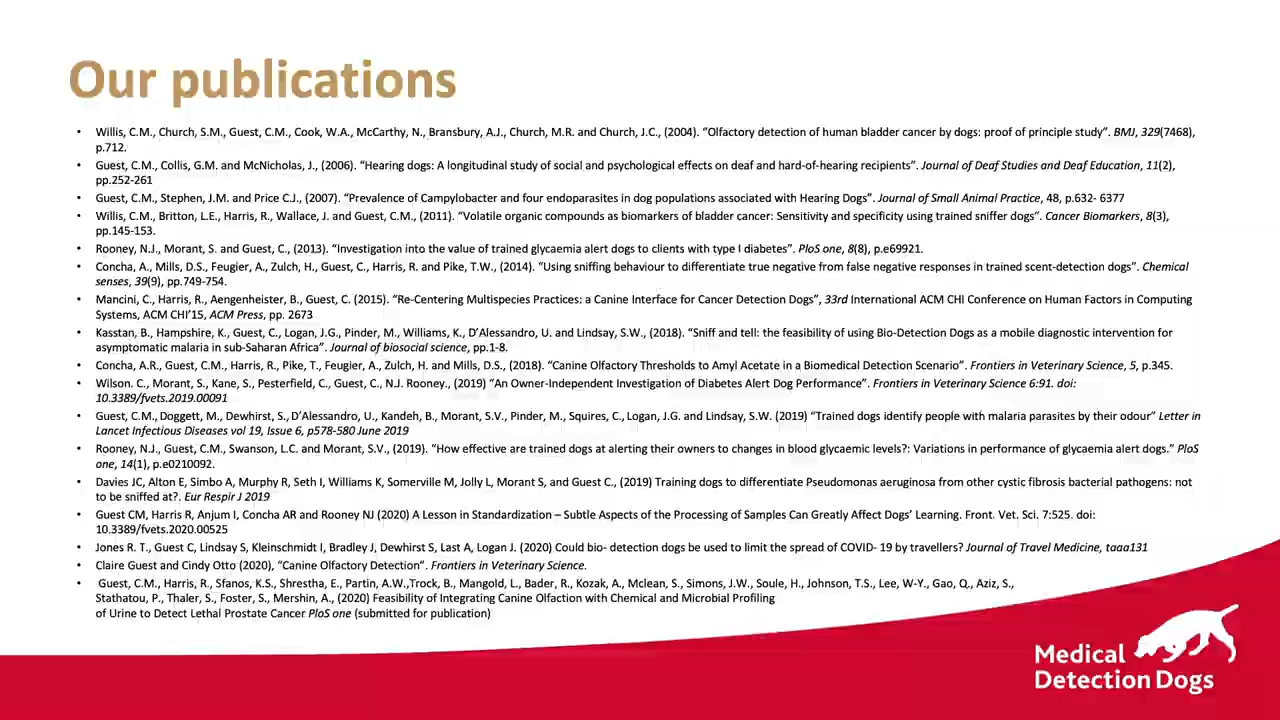 Our publications
• Willis, C.M., Church, S.M., Guest, C.M., Cook, W.A., McCarthy, N., Bransbury, A.J., Church, M.R. and Church, J.C., (2004). “Olfactory detection of human bladder cancer by dogs: proof of principle study”. BMJ, 329(7468),
p.712.
• Guest, C.M., Collis, G.M. and McNicholas, J., (2006). “Hearing dogs: A longitudinal study of social and psychological effects on deaf and hard-of-hearing recipients”. Journal of Deaf Studies and Deaf Education, 11(2),
pp.252-261
• Guest, C.M., Stephen, J.M. and Price C.J., (2007). “Prevalence of Campylobacter and four endoparasites in dog populations associated with Hearing Dogs”. Journal of Small Animal Practice, 48, p.632- 6377
• Willis, C.M., Britton, L.E., Harris, R., Wallace, J. and Guest, C.M., (2011). “Volatile organic compounds as biomarkers of bladder cancer: Sensitivity and specificity using trained sniffer dogs”. Cancer Biomarkers, 8(3),
pp.145-153.
• Rooney, N.J., Morant, S. and Guest, C., (2013). “Investigation into the value of trained glycaemia alert dogs to clients with type I diabetes”. PloS one, 8(8), p.e69921.
• Concha, A., Mills, D.S., Feugier, A., Zulch, H., Guest, C., Harris, R. and Pike, T.W., (2014). “Using sniffing behaviour to differentiate true negative from false negative responses in trained scent-detection dogs”. Chemical
senses, 39(9), pp.749-754.
• Mancini, C., Harris, R., Aengenheister, B., Guest, C. (2015). “Re-Centering Multispecies Practices: a Canine Interface for Cancer Detection Dogs”, 33rd International ACM CHI Conference on Human Factors in Computing
Systems, ACM CHI’15, ACM Press, pp. 2673
• Kasstan, B., Hampshire, K., Guest, C., Logan, J.G., Pinder, M., Williams, K., D’Alessandro, U. and Lindsay, S.W., (2018). “Sniff and tell: the feasibility of using Bio-Detection Dogs as a mobile diagnostic intervention for
asymptomatic malaria in sub-Saharan Africa”. Journal of biosocial science, pp.1-8.
• Concha, A.R., Guest, C.M., Harris, R., Pike, T., Feugier, A., Zulch, H. and Mills, D.S., (2018). “Canine Olfactory Thresholds to Amyl Acetate in a Biomedical Detection Scenario”. Frontiers in Veterinary Science, 5, p.345.
• Wilson. C., Morant, S., Kane, S., Pesterfield, C., Guest, C., N.J. Rooney., (2019) “An Owner-Independent Investigation of Diabetes Alert Dog Performance”. Frontiers in Veterinary Science 6:91. doi:
10.3389/fvets.2019.00091
• Guest, C.M., Doggett, M., Dewhirst, S., D’Alessandro, U., Kandeh, B., Morant, S.V., Pinder, M., Squires, C., Logan, J.G. and Lindsay, S.W. (2019) “Trained dogs identify people with malaria parasites by their odour” Letter in
Lancet Infectious Diseases vol 19, Issue 6, p578-580 June 2019
• Rooney, N.J., Guest, C.M., Swanson, L.C. and Morant, S.V., (2019). “How effective are trained dogs at alerting their owners to changes in blood glycaemic levels?: Variations in performance of glycaemia alert dogs.” PloS
one, 14(1), p.e0210092.
• Davies JC, Alton E, Simbo A, Murphy R, Seth I, Williams K, Somerville M, Jolly L, Morant S, and Guest C., (2019) Training dogs to differentiate Pseudomonas aeruginosa from other cystic fibrosis bacterial pathogens: not
to be sniffed at?. Eur Respir J 2019
• Guest CM, Harris R, Anjum I, Concha AR and Rooney NJ (2020) A Lesson in Standardization – Subtle Aspects of the Processing of Samples Can Greatly Affect Dogs’ Learning. Front. Vet. Sci. 7:525. doi:
10.3389/fvets.2020.00525
• Jones R. T., Guest C, Lindsay S, Kleinschmidt I, Bradley J, Dewhirst S, Last A, Logan J. (2020) Could bio- detection dogs be used to limit the spread of COVID- 19 by travellers? Journal of Travel Medicine, taaa131
• Claire Guest and Cindy Otto (2020), “Canine Olfactory Detection”. Frontiers in Veterinary Science.
• Guest, C.M., Harris, R., Sfanos, K.S., Shrestha, E., Partin, A.W.,Trock, B., Mangold, L., Bader, R., Kozak, A., Mclean, S., Simons, J.W., Soule, H., Johnson, T.S., Lee, W-Y., Gao, Q., Aziz, S.,
Stathatou, P., Thaler, S., Foster, S., Mershin, A., (2020) Feasibility of Integrating Canine Olfaction with Chemical and Microbial Profiling
of Urine to Detect Lethal Prostate Cancer PloS one (submitted for publication)
Medical
Detection Dogs